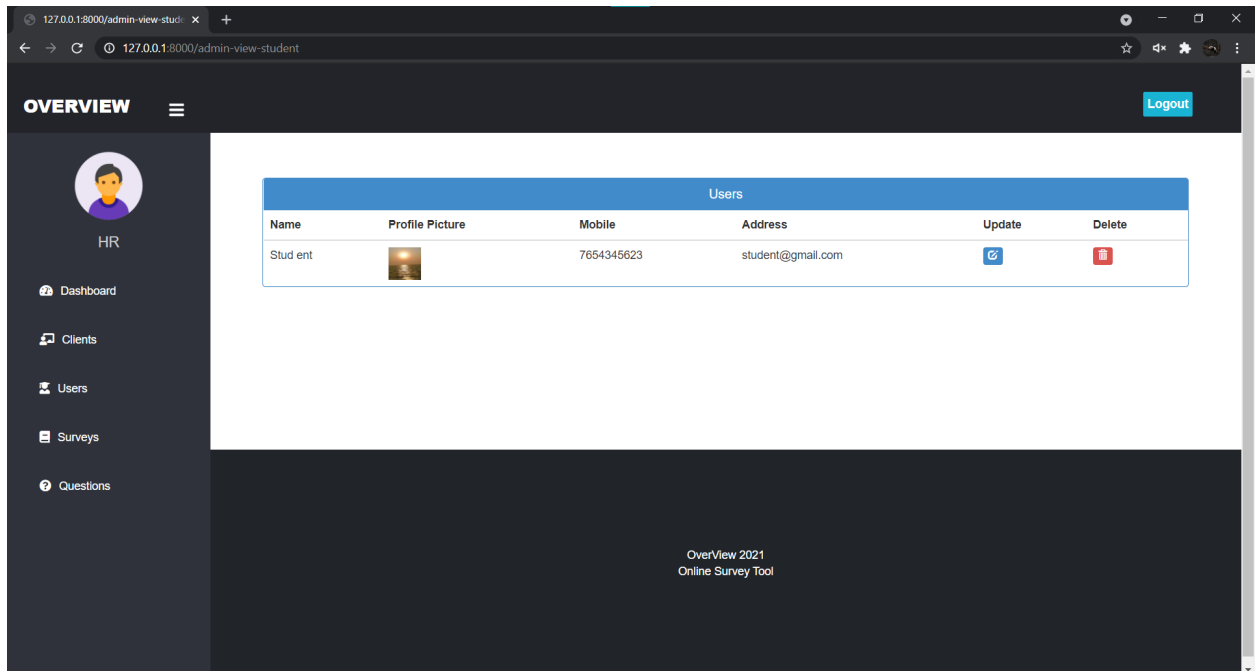 127.0.0.1:8000/admin-view-stude
127.0.0.1:8000/admin-view-student
OVERVIEW
Logout
HR
Dashboard
Clients
Users
Surveys
Questions
Users
Name Profile Picture Mobile Address Update Delete
Stud ent 7654345623 student@gmail.com
OverView 2021
Online Survey Tool